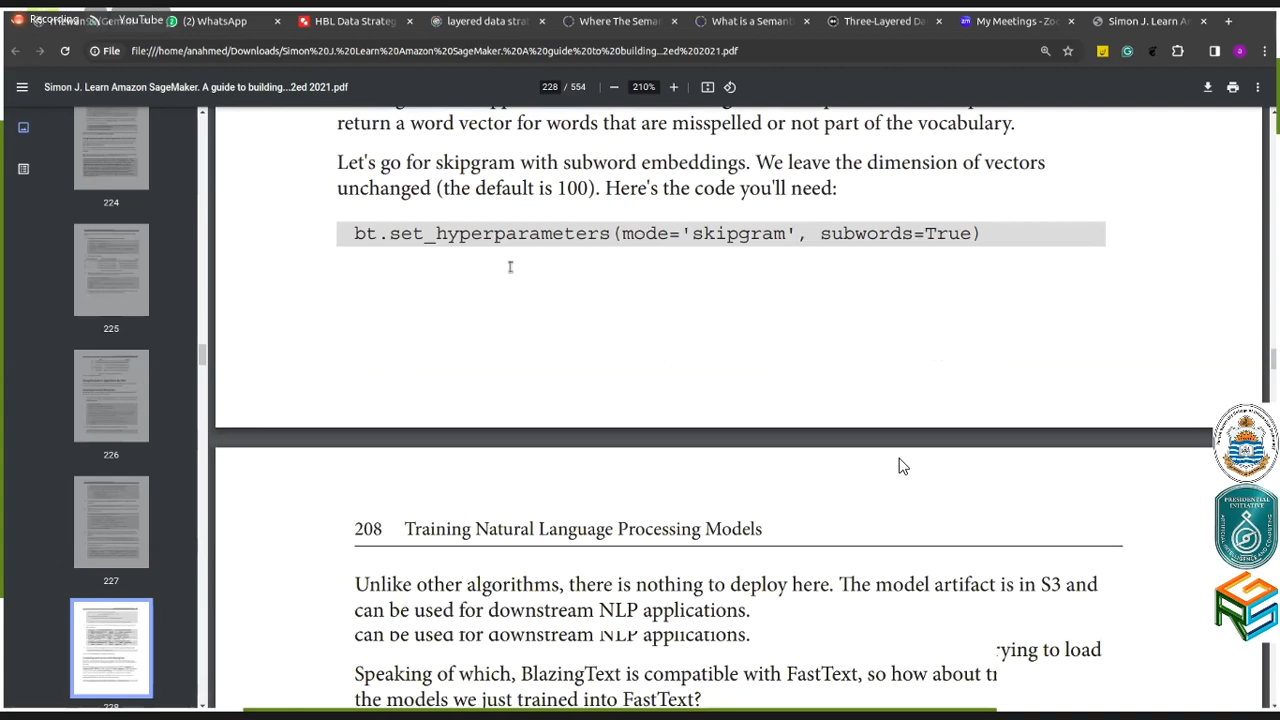 Recording
YouTube
(2) WhatsApp
HBL Data Strateg
layered data strat
Where The Sema
What is a Semant
Three-Layered Da
My Meetings - Zoo
Simon J. Learn Am
File
file:///home/anahmed/Downloads/Simon%20J.%20Learn%20Amazon%20SageMaker.%20A%20guide%20to%20building...2ed%202021.pdf
Simon J. Learn Amazon SageMaker. A guide to building...2ed 2021.pdf
228 / 554
210%
224
225
226
227
return a word vector for words that are misspelled or not part of the vocabulary.
Let's go for skipgram with subword embeddings. We leave the dimension of vectors
unchanged (the default is 100). Here's the code you'll need:
bt.set_hyperparameters(mode='skipgram', subwords=True)
208 Training Natural Language Processing Models
Unlike other algorithms, there is nothing to deploy here. The model artifact is in S3 and
can be used for downstream NLP applications.
can be used for downstream NLP applications.
rying to load
Speaking of which, BlazingText is compatible with FastText, so how about t
the models we just trained into FastText?
PRESIDENTIAL
INITIATIVE